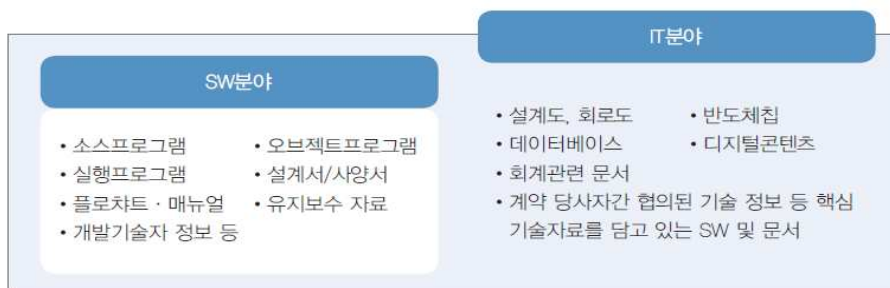 IT분야
SW분야
• 소스프로그램
• 오브젝트프로그램
• 실행프로그램
• 설계서/사양서
• 플로챠트 · 매뉴얼
• 유지보수 자료
• 개발기술자 정보 등
• 설계도, 회로도
• 반도체칩
• 데이터베이스
• 디지털콘텐츠
• 회계관련 문서
• 계약 당사자간 협의된 기술 정보 등 핵심
기술자료를 담고 있는 SW 및 문서